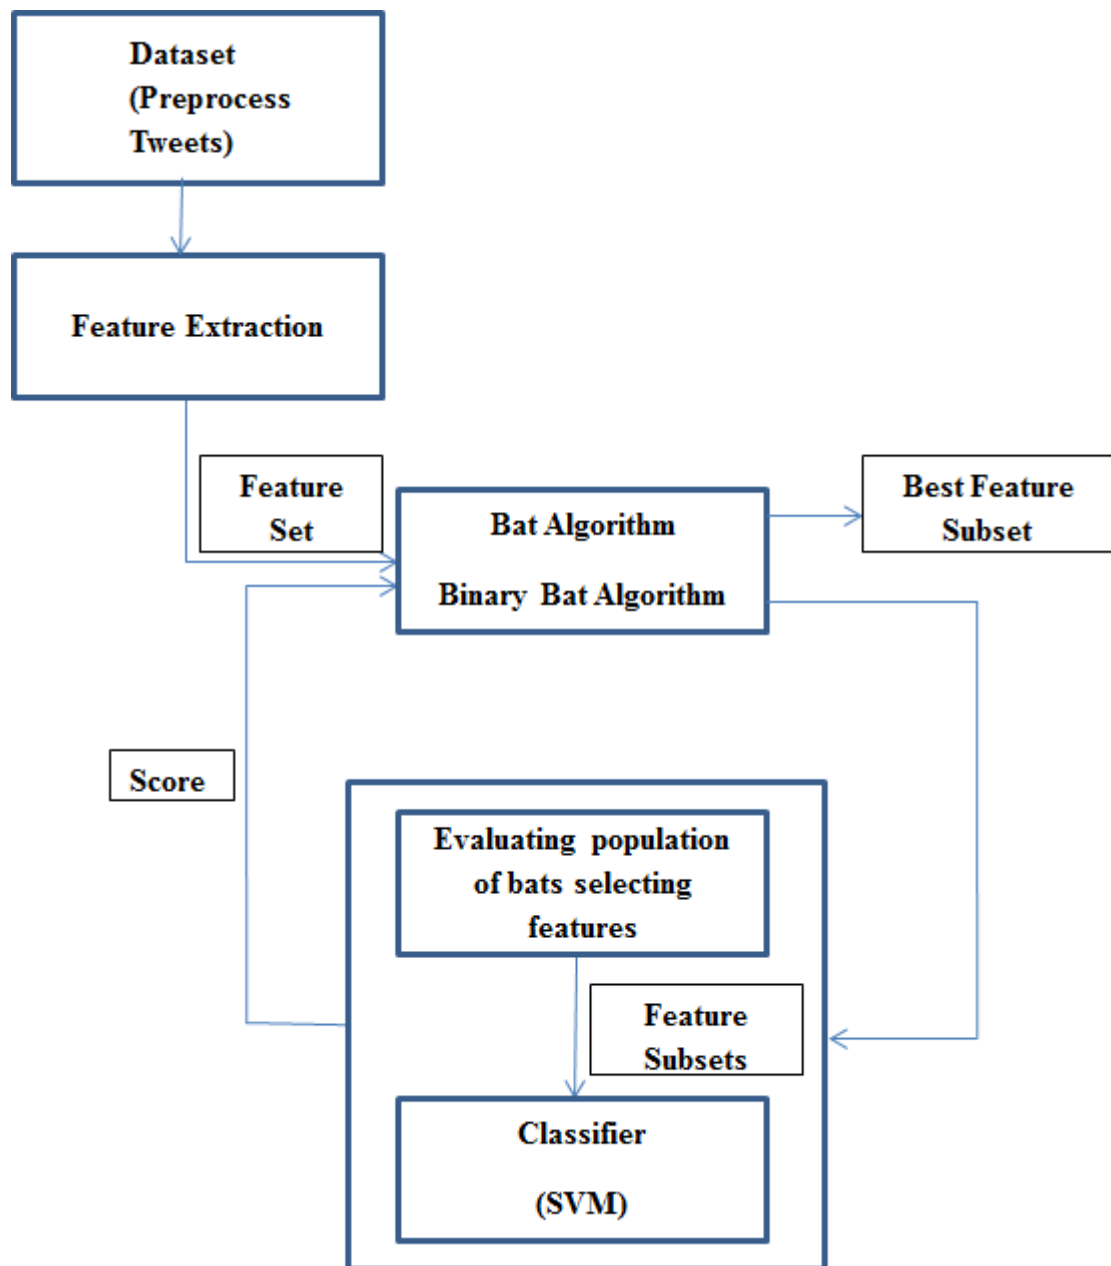 Dataset
(Preprocess
Tweets)
Feature Extraction
Feature
Set
Bat Algorithm
Binary Bat Algorithm
Best Feature
Subset
Score
Evaluating population
of bats selecting
features
Feature
Subsets
Classifier
(SVM)